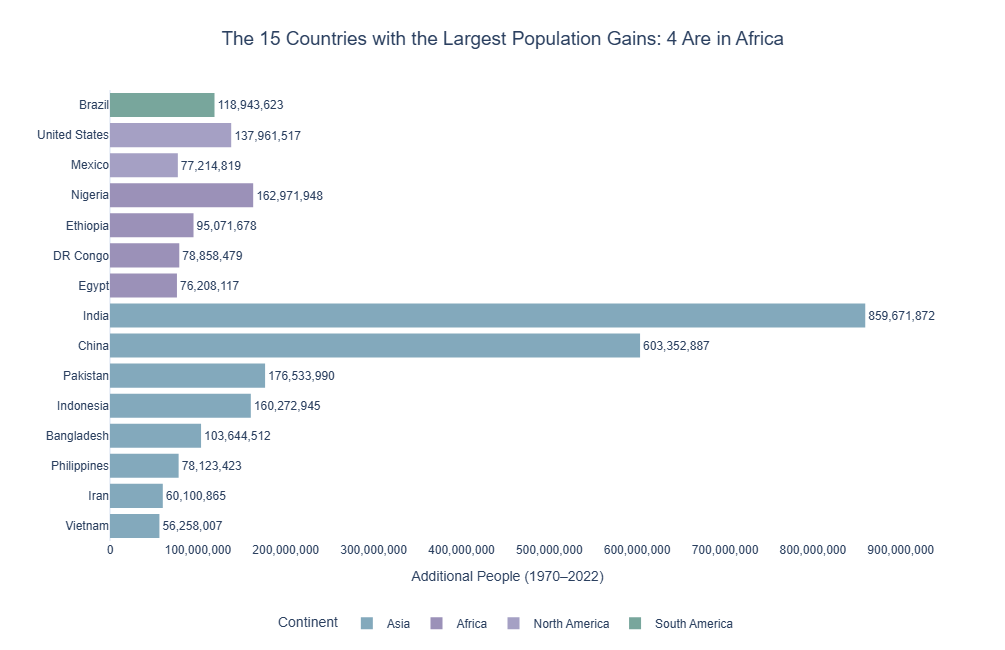 The 15 Countries with the Largest Population Gains: 4 Are in Africa
Brazil 118,943,623
United States 137,961,517
Mexico 77,214,819
Nigeria 162,971,948
Ethiopia 95,071,678
DR Congo 78,858,479
Egypt 76,208,117
India 859,671,872
China 603,352,887
Pakistan 176,533,990
Indonesia 160,272,945
Bangladesh 103,644,512
Philippines 78,123,423
Iran 60,100,865
Vietnam 56,258,007
0 100,000,000 200,000,000 300,000,000 400,000,000 500,000,000 600,000,000 700,000,000 800,000,000 900,000,000
Additional People (1970–2022)
Continent Asia Africa North America South America